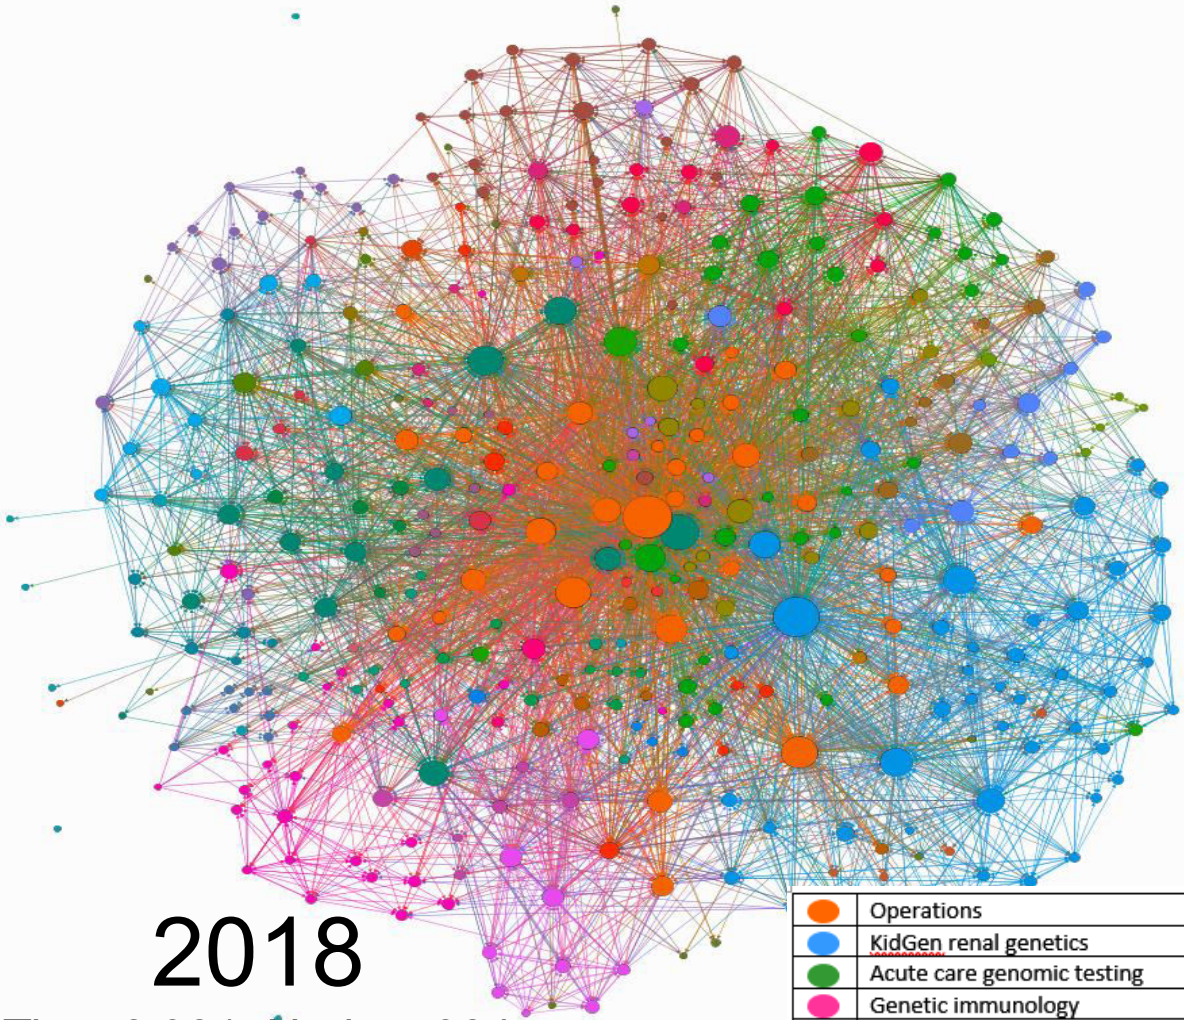 2018
Operations
KidGen renal genetics
Acute care genomic testing
Genetic immunology